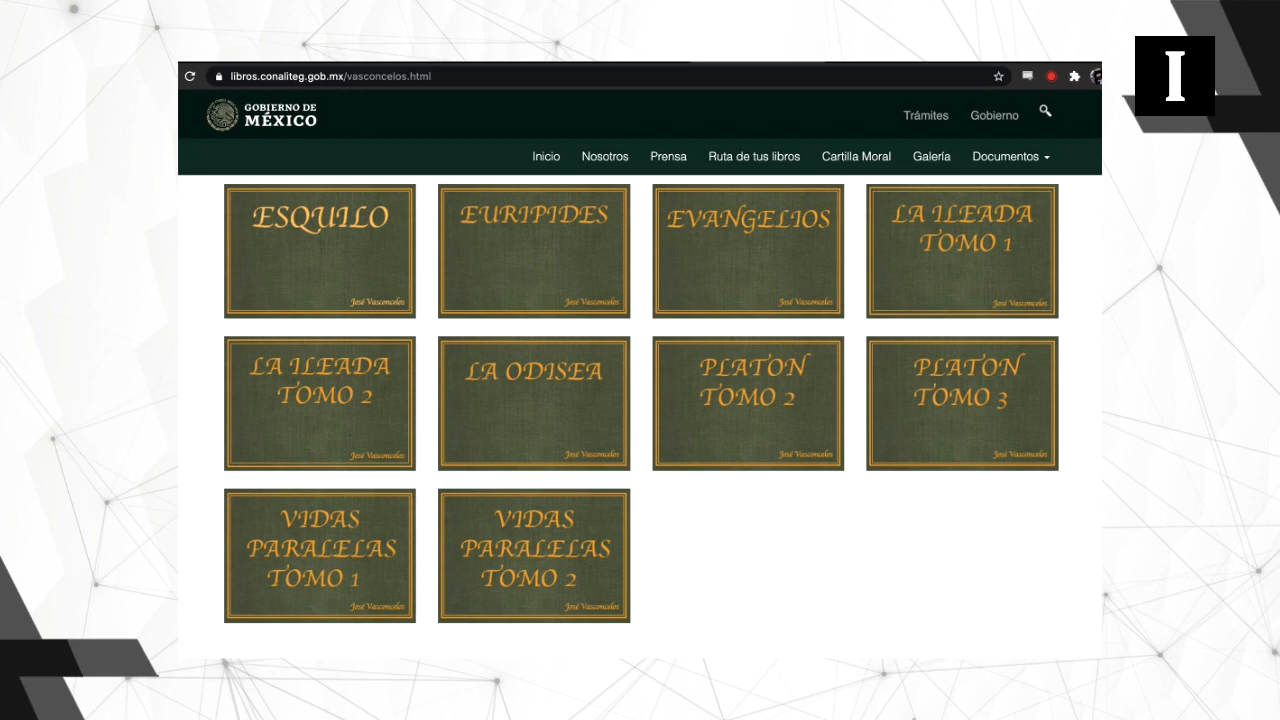 I
libros.conaliteg.gob.mx/vasconcelos.html
GOBIERNO DE
MÉXICO
Trámites Gobierno
Inicio Nosotros Prensa Ruta de tus libros Cartilla Moral Galería Documentos
ESQUILO
José Vasconcelos
EURIPIDES
José Vasconcelos
EVANGELIOS
José Vasconcelos
LA ILEADA
TOMO 1
José Vasconcelos
LA ILEADA
TOMO 2
José Vasconcelos
LA ODISEA
José Vasconcelos
PLATON
TOMO 2
José Vasconcelos
PLATON
TOMO 3
José Vasconcelos
VIDAS
PARALELAS
TOMO 1
José Vasconcelos
VIDAS
PARALELAS
TOMO 2
José Vasconcelos